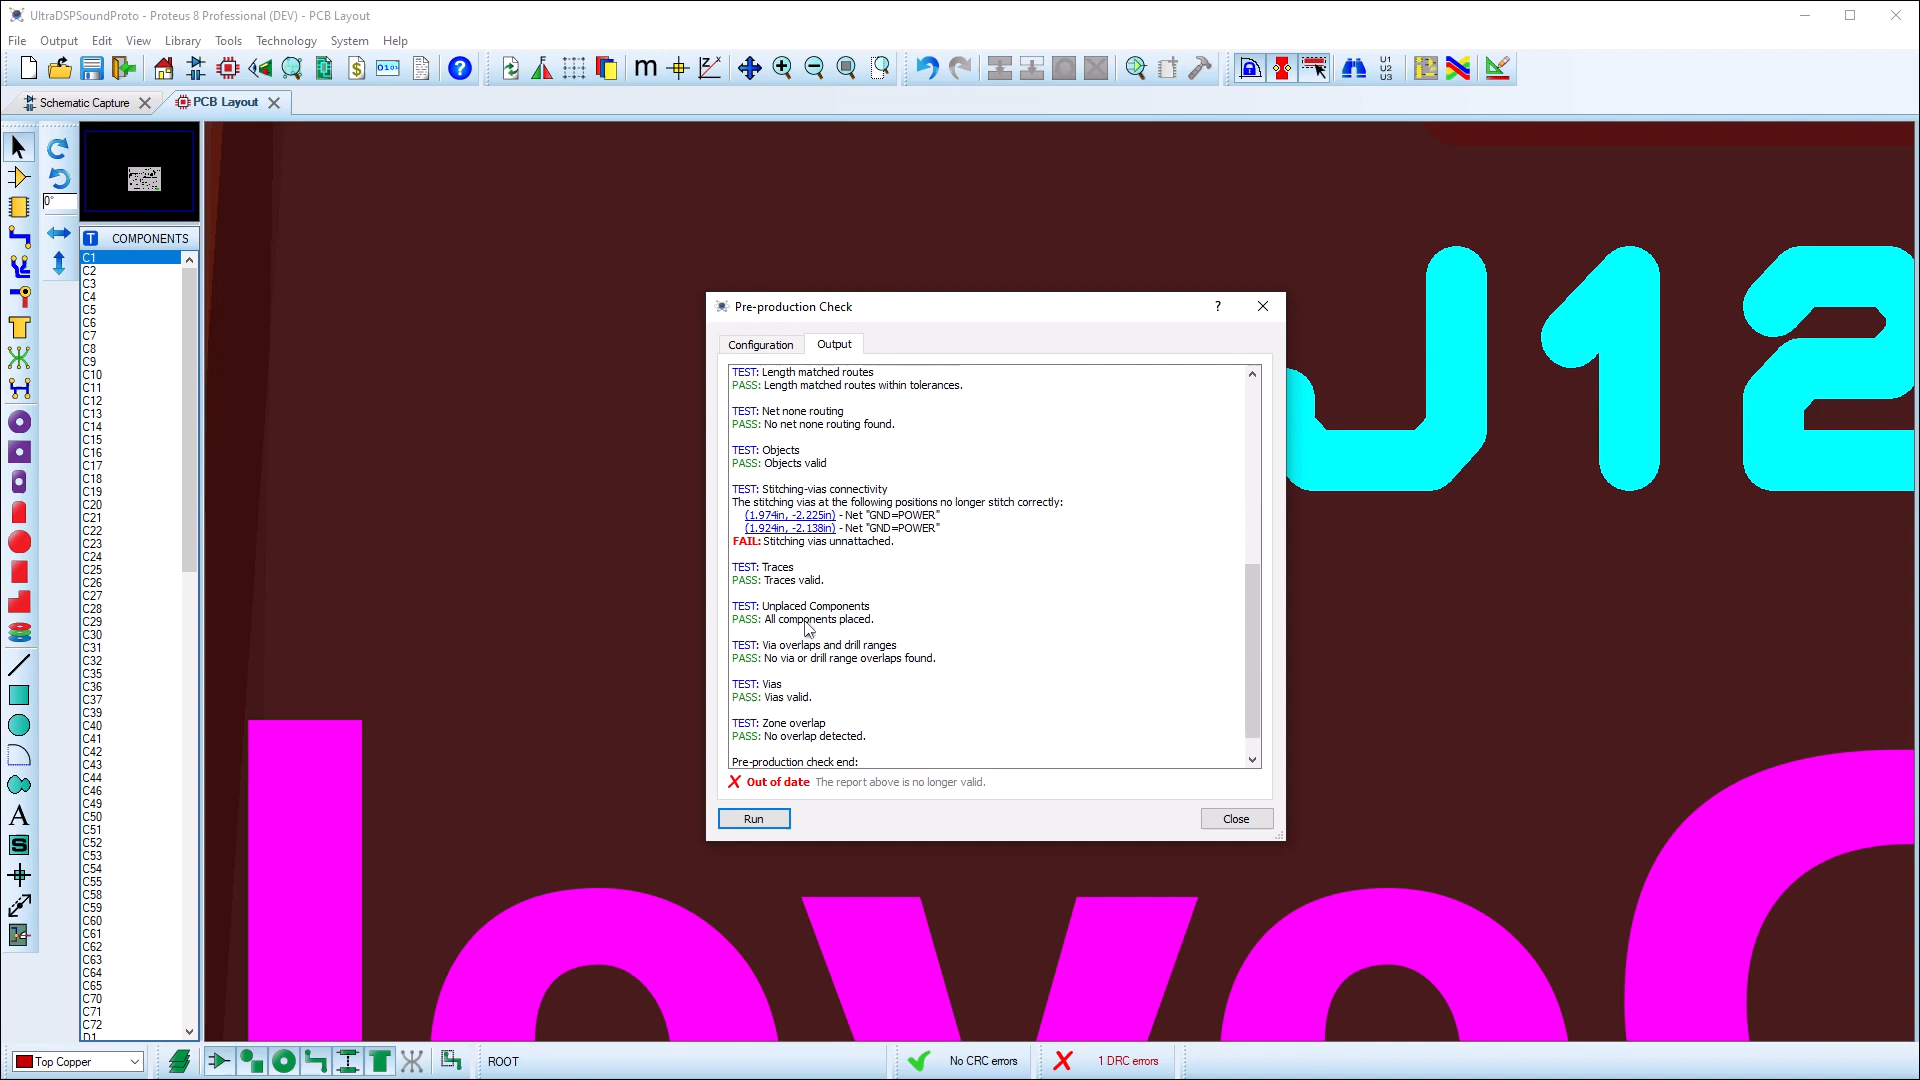 UltraDSPSoundProto - Proteus 8 Professional (DEV) - PCB Layout
File Output Edit View Library Tools Technology System Help
Schematic Capture
PCB Layout
0°
COMPONENTS
C1
C2
C3
C4
C5
C6
C7
C8
C9
C10
C11
C12
C13
C14
C15
C16
C17
C18
C19
C20
C21
C22
C23
C24
C25
C26
C27
C28
C29
C30
C31
C32
C35
C36
C37
C39
C40
C41
C42
C43
C44
C46
C49
C50
C51
C52
C53
C54
C55
C58
C59
C60
C61
C62
C63
C64
C65
C70
C71
C72
D1
Pre-production Check
Configuration
Output
TEST: Length matched routes
PASS: Length matched routes within tolerances.
TEST: Net none routing
PASS: No net none routing found.
TEST: Objects
PASS: Objects valid
TEST: Stitching-vias connectivity
The stitching vias at the following positions no longer stitch correctly:
(1.974in, -2.225in) - Net "GND=POWER"
(1.924in, -2.138in) - Net "GND=POWER"
FAIL: Stitching vias unnattached.
TEST: Traces
PASS: Traces valid.
TEST: Unplaced Components
PASS: All components placed.
TEST: Via overlaps and drill ranges
PASS: No via or drill range overlaps found.
TEST: Vias
PASS: Vias valid.
TEST: Zone overlap
PASS: No overlap detected.
Pre-production check end:
Out of date The report above is no longer valid.
Run
Close
J12
Top Copper
ROOT
No CRC errors
1 DRC errors